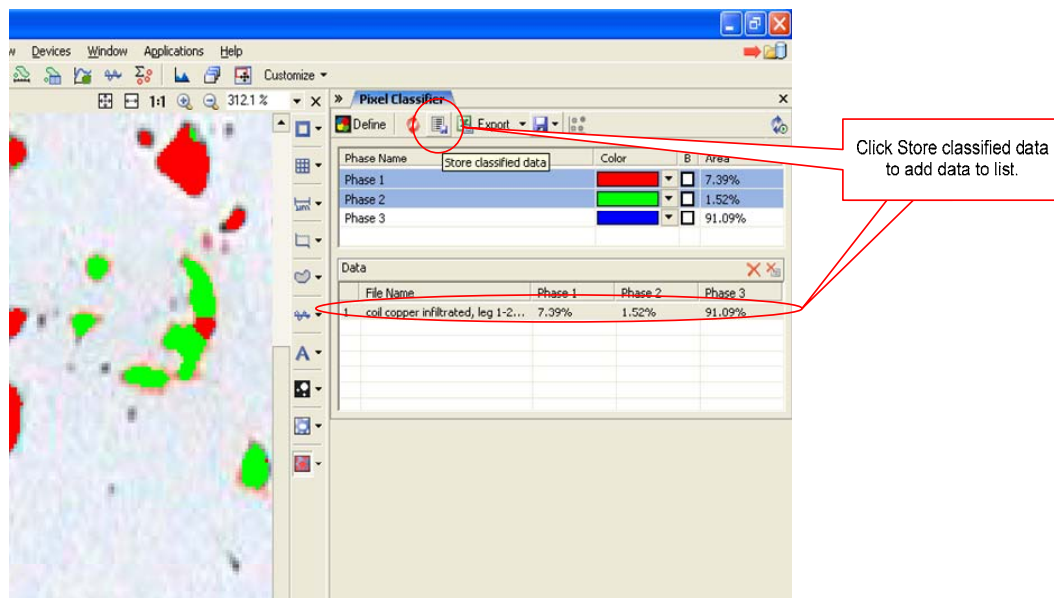 w Devices Window Applications Help
Customize
1:1 312.1 %
Pixel Classifier
Define Export
Phase Name Color B Area
Store classified data
Phase 1 7.39%
Phase 2 1.52%
Phase 3 91.09%
Data
File Name Phase 1 Phase 2 Phase 3
1 coil copper infiltrated, leg 1-2... 7.39% 1.52% 91.09%
Click Store classified data
to add data to list.